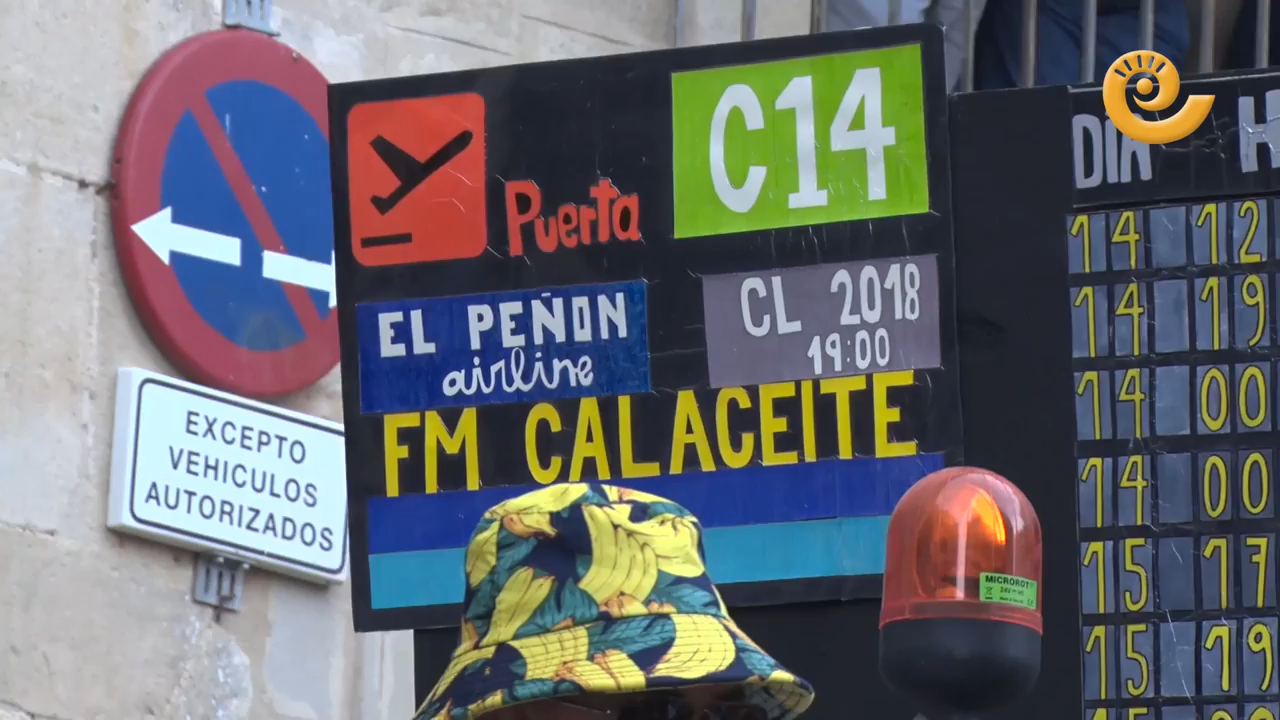 C14
Puerta
EL PEÑON
airline
CL 2018
19:00
FM CALACEITE
EXCEPTO
VEHICULOS
AUTORIZADOS
MICROROT
DÍA H
14 12
14 19
14 00
14 00
15 17
15 19